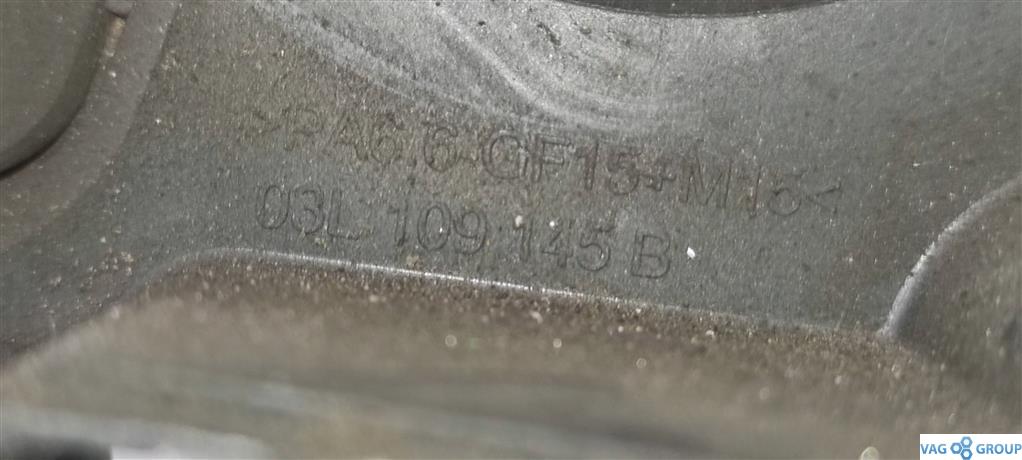 >PA6.6-GF15+M15<
03L 109 145 B
VAG GROUP